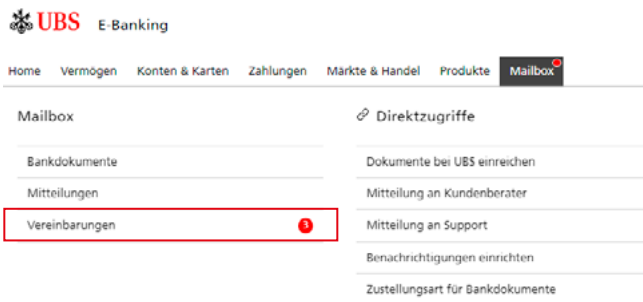 UBS E-Banking
Home Vermögen Konten & Karten Zahlungen Märkte & Handel Produkte Mailbox
Mailbox
Bankdokumente
Mitteilungen
Vereinbarungen 3
Direktzugriffe
Dokumente bei UBS einreichen
Mitteilung an Kundenberater
Mitteilung an Support
Benachrichtigungen einrichten
Zustellungsart für Bankdokumente